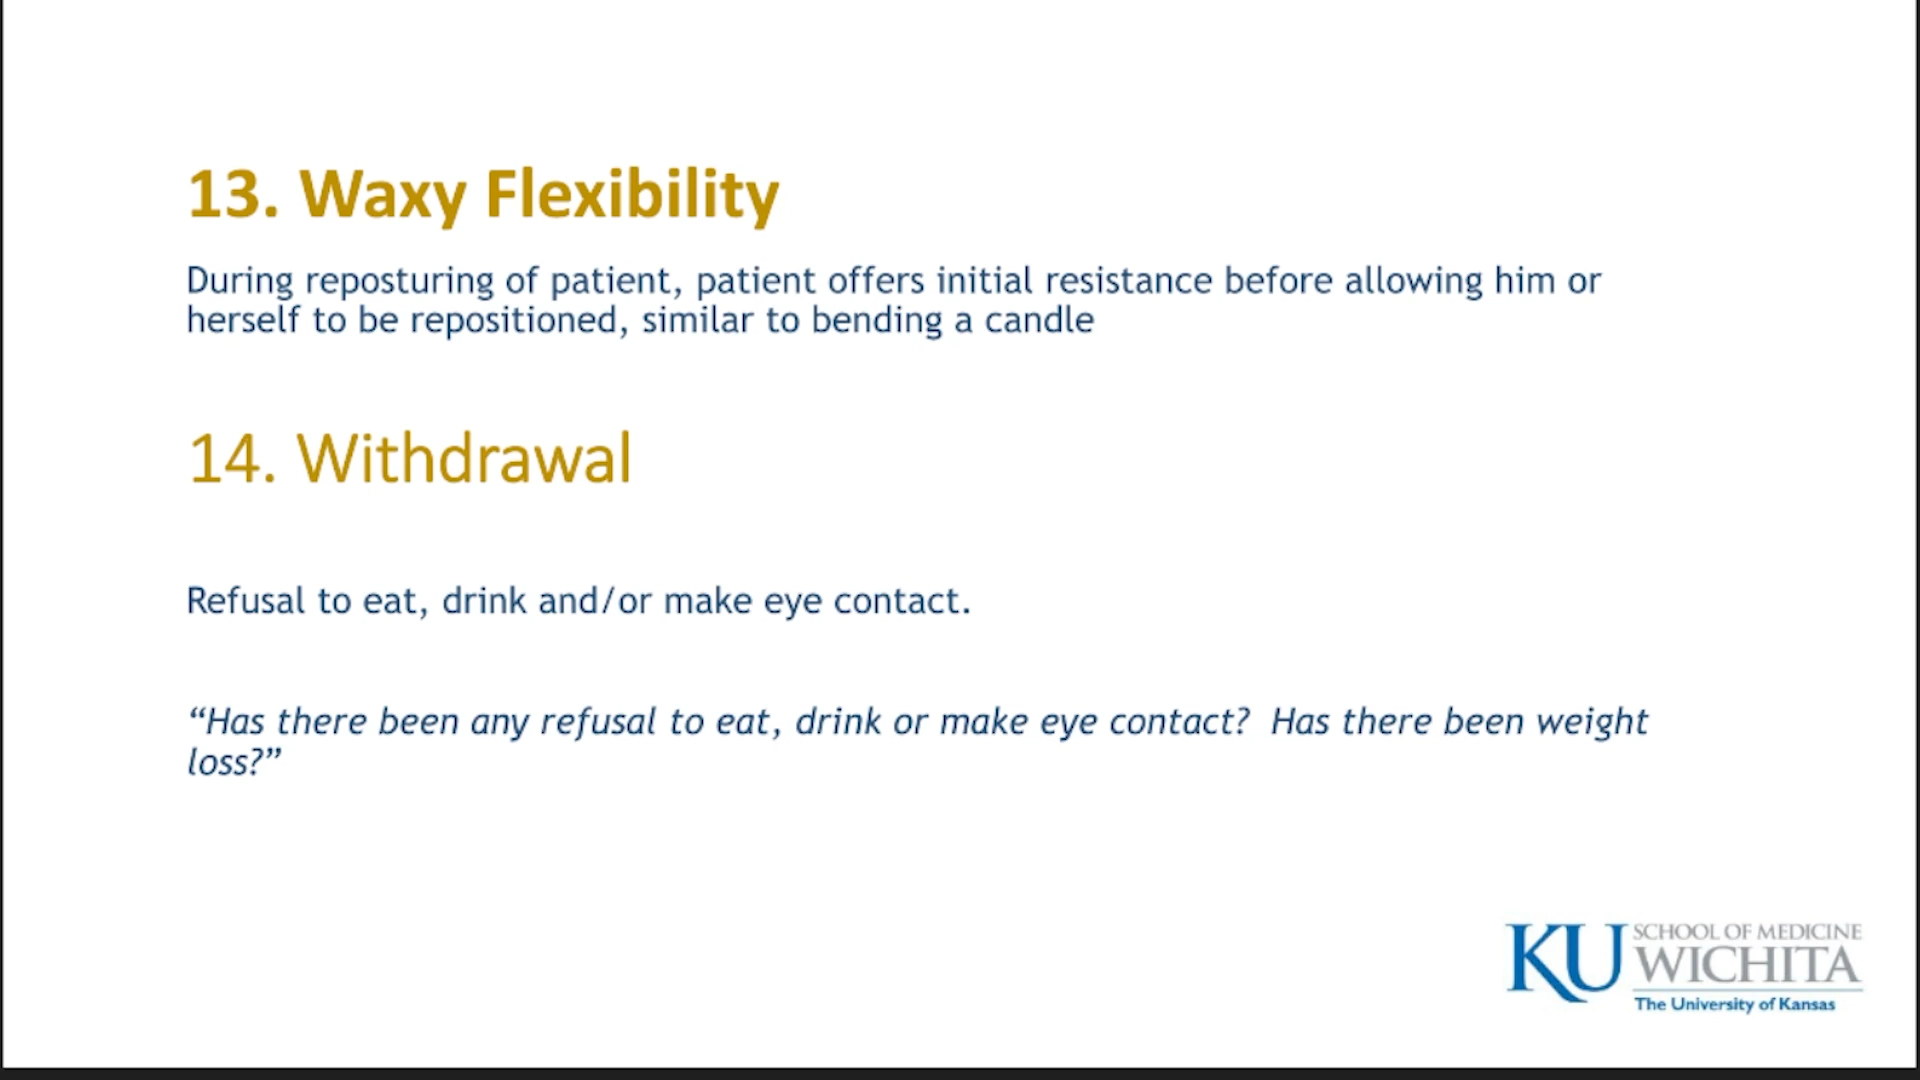 13. Waxy Flexibility
During reposturing of patient, patient offers initial resistance before allowing him or
herself to be repositioned, similar to bending a candle
14. Withdrawal
Refusal to eat, drink and/or make eye contact.
“Has there been any refusal to eat, drink or make eye contact?  Has there been weight
loss?”
KU SCHOOL OF MEDICINE
WICHITA
The University of Kansas